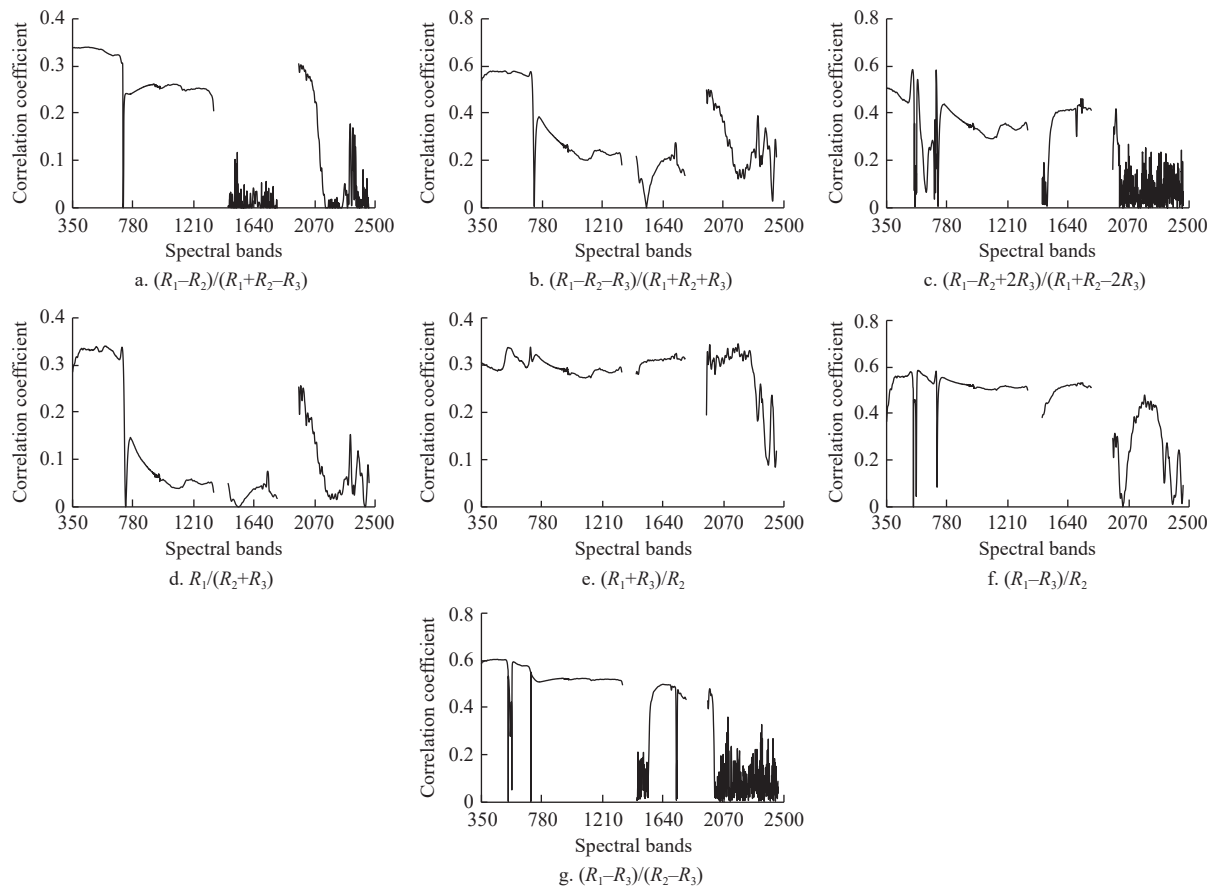 0.4
0.3
0.2
0.1
0
Correlation coefficient
350 780 1210 1640 2070 2500
Spectral bands
a. (R₁–R₂)/(R₁+R₂–R₃)
0.8
0.6
0.4
0.2
0
Correlation coefficient
350 780 1210 1640 2070 2500
Spectral bands
b. (R₁–R₂–R₃)/(R₁+R₂+R₃)
0.8
0.6
0.4
0.2
0
Correlation coefficient
350 780 1210 1640 2070 2500
Spectral bands
c. (R₁–R₂+2R₃)/(R₁+R₂–2R₃)
0.4
0.3
0.2
0.1
0
Correlation coefficient
350 780 1210 1640 2070 2500
Spectral bands
d. R₁/(R₂+R₃)
0.4
0.3
0.2
0.1
0
Correlation coefficient
350 780 1210 1640 2070 2500
Spectral bands
e. (R₁+R₃)/R₂
0.8
0.6
0.4
0.2
0
Correlation coefficient
350 780 1210 1640 2070 2500
Spectral bands
f. (R₁–R₃)/R₂
0.8
0.6
0.4
0.2
0
Correlation coefficient
350 780 1210 1640 2070 2500
Spectral bands
g. (R₁–R₃)/(R₂–R₃)